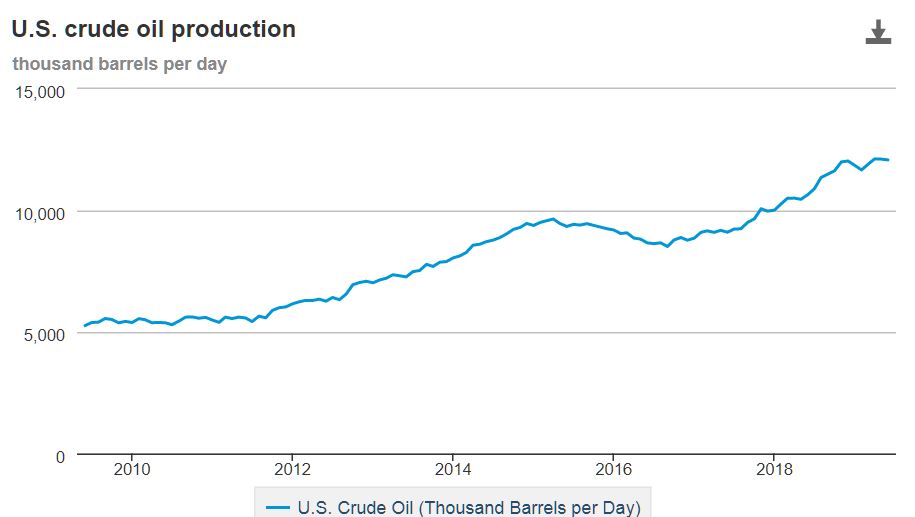 U.S. crude oil production
thousand barrels per day
15,000
10,000
5,000
0
2010 2012 2014 2016 2018
U.S. Crude Oil (Thousand Barrels per Day)